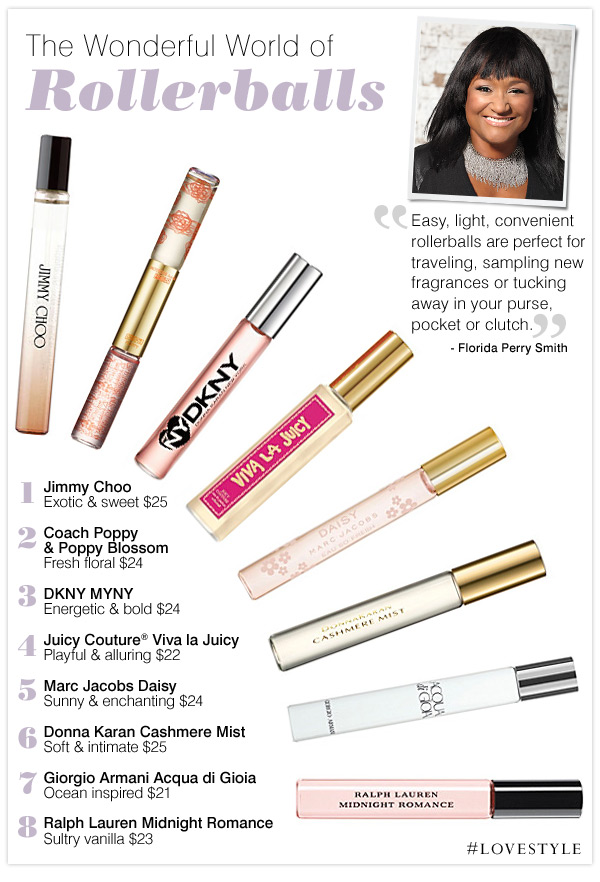 The Wonderful World of
Rollerballs
“Easy, light, convenient
rollerballs are perfect for
traveling, sampling new
fragrances or tucking
away in your purse,
pocket or clutch.”
- Florida Perry Smith
JIMMY CHOO
NYDKNY
VIVA LA JUICY
DAISY
MARC JACOBS
EAU SO FRESH
DONNAKARAN
CASHMERE MIST
ACQUA
di GIOIA
GIORGIO ARMANI
RALPH LAUREN
MIDNIGHT ROMANCE
1 Jimmy Choo
Exotic & sweet $25
2 Coach Poppy
& Poppy Blossom
Fresh floral $24
3 DKNY MYNY
Energetic & bold $24
4 Juicy Couture® Viva la Juicy
Playful & alluring $22
5 Marc Jacobs Daisy
Sunny & enchanting $24
6 Donna Karan Cashmere Mist
Soft & intimate $25
7 Giorgio Armani Acqua di Gioia
Ocean inspired $21
8 Ralph Lauren Midnight Romance
Sultry vanilla $23
#LOVESTYLE